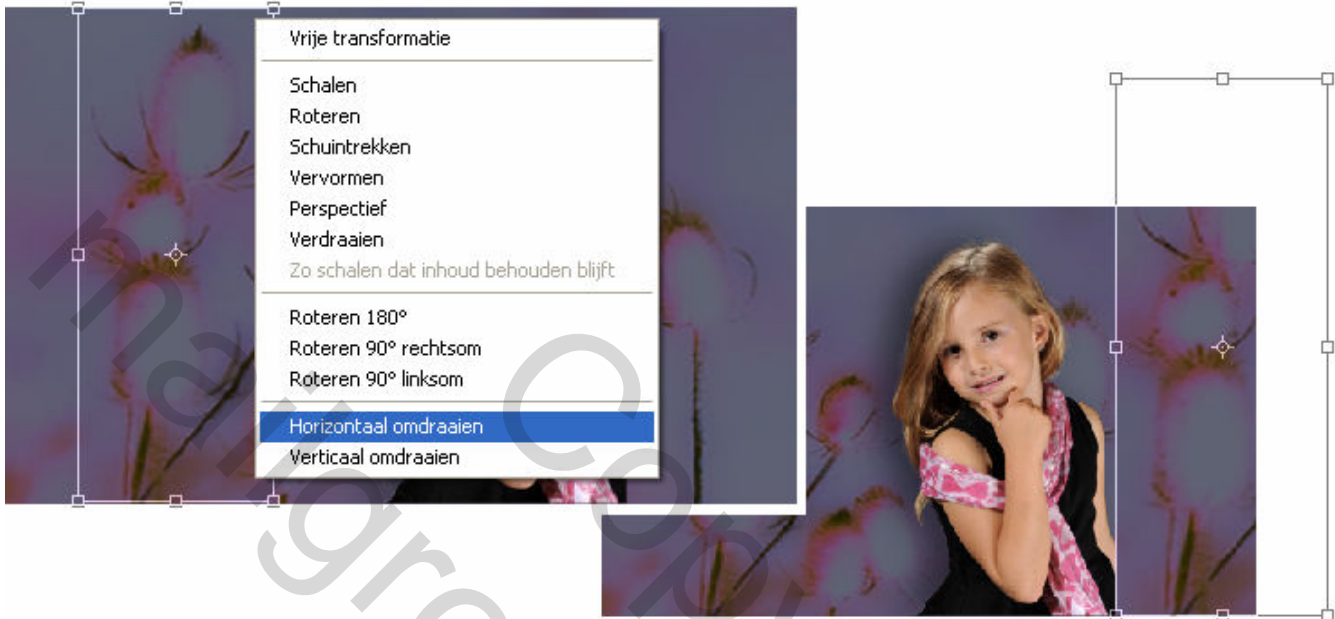 Vrije transformatie
Schalen
Roteren
Schuintrekken
Vervormen
Perspectief
Verdraaien
Zo schalen dat inhoud behouden blijft
Roteren 180°
Roteren 90° rechtsom
Roteren 90° linksom
Horizontaal omdraaien
Verticaal omdraaien